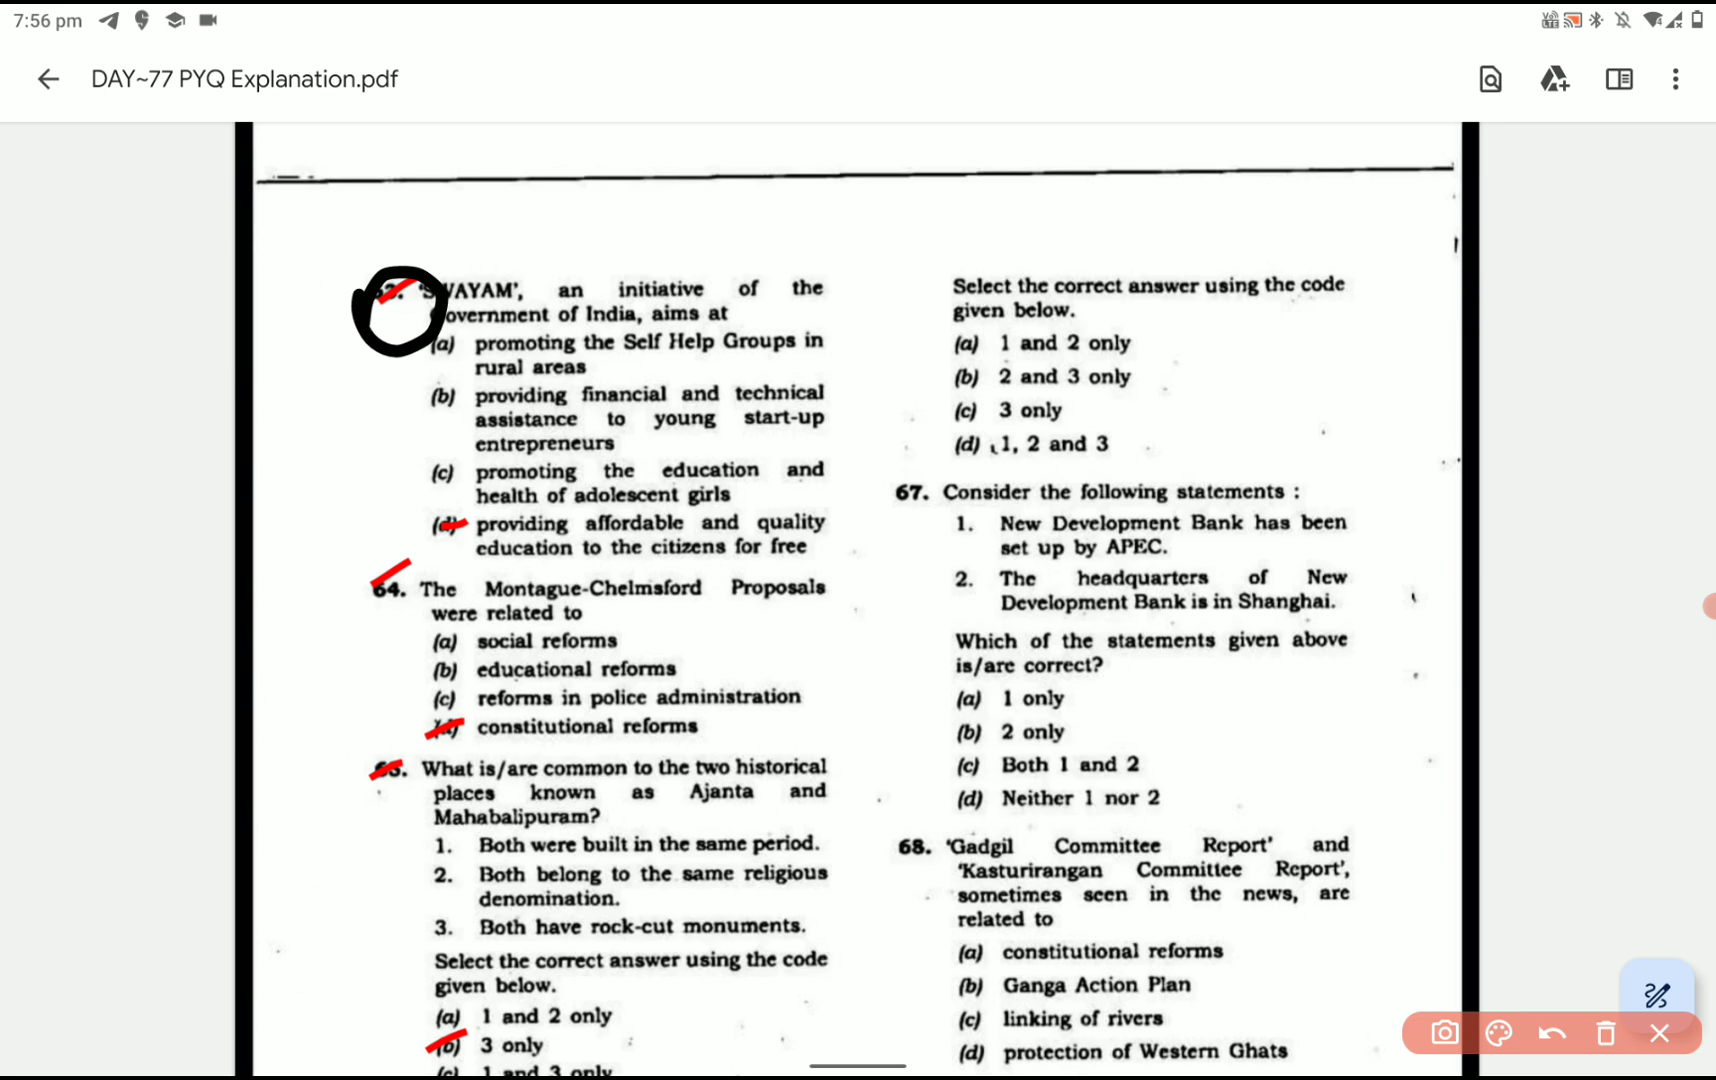 7:56 pm
DAY~77 PYQ Explanation.pdf
'SWAYAM', an initiative of the
Government of India, aims at
(a) promoting the Self Help Groups in
rural areas
(b) providing financial and technical
assistance to young start-up
entrepreneurs
(c) promoting the education and
health of adolescent girls
(d) providing affordable and quality
education to the citizens for free
64. The Montague-Chelmsford Proposals
were related to
(a) social reforms
(b) educational reforms
(c) reforms in police administration
(d) constitutional reforms
65. What is/are common to the two historical
places known as Ajanta and
Mahabalipuram?
1. Both were built in the same period.
2. Both belong to the same religious
denomination.
3. Both have rock-cut monuments.
Select the correct answer using the code
given below.
(a) 1 and 2 only
(b) 3 only
(c) 1 and 3 only
Select the correct answer using the code
given below.
(a) 1 and 2 only
(b) 2 and 3 only
(c) 3 only
(d) 1, 2 and 3
67. Consider the following statements :
1. New Development Bank has been
set up by APEC.
2. The headquarters of New
Development Bank is in Shanghai.
Which of the statements given above
is/are correct?
(a) 1 only
(b) 2 only
(c) Both 1 and 2
(d) Neither 1 nor 2
68. 'Gadgil Committee Report' and
'Kasturirangan Committee Report',
sometimes seen in the news, are
related to
(a) constitutional reforms
(b) Ganga Action Plan
(c) linking of rivers
(d) protection of Western Ghats